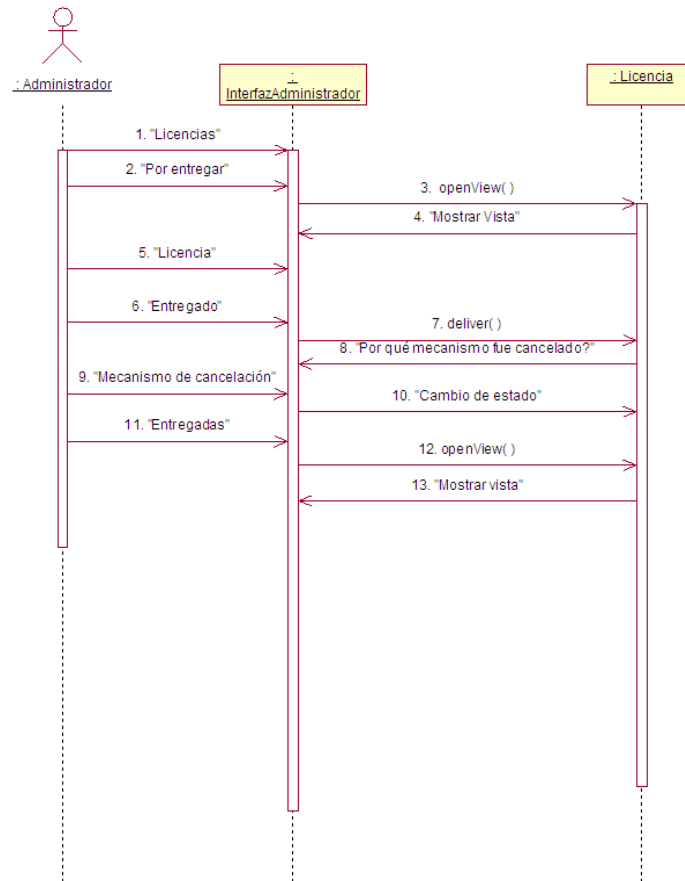 : Administrador
:
InterfazAdministrador
: Licencia
1. "Licencias"
2. "Por entregar"
3. openView( )
4. "Mostrar Vista"
5. "Licencia"
6. "Entregado"
7. deliver( )
8. "Por qué mecanismo fue cancelado?"
9. "Mecanismo de cancelación"
10. "Cambio de estado"
11. "Entregadas"
12. openView( )
13. "Mostrar vista"